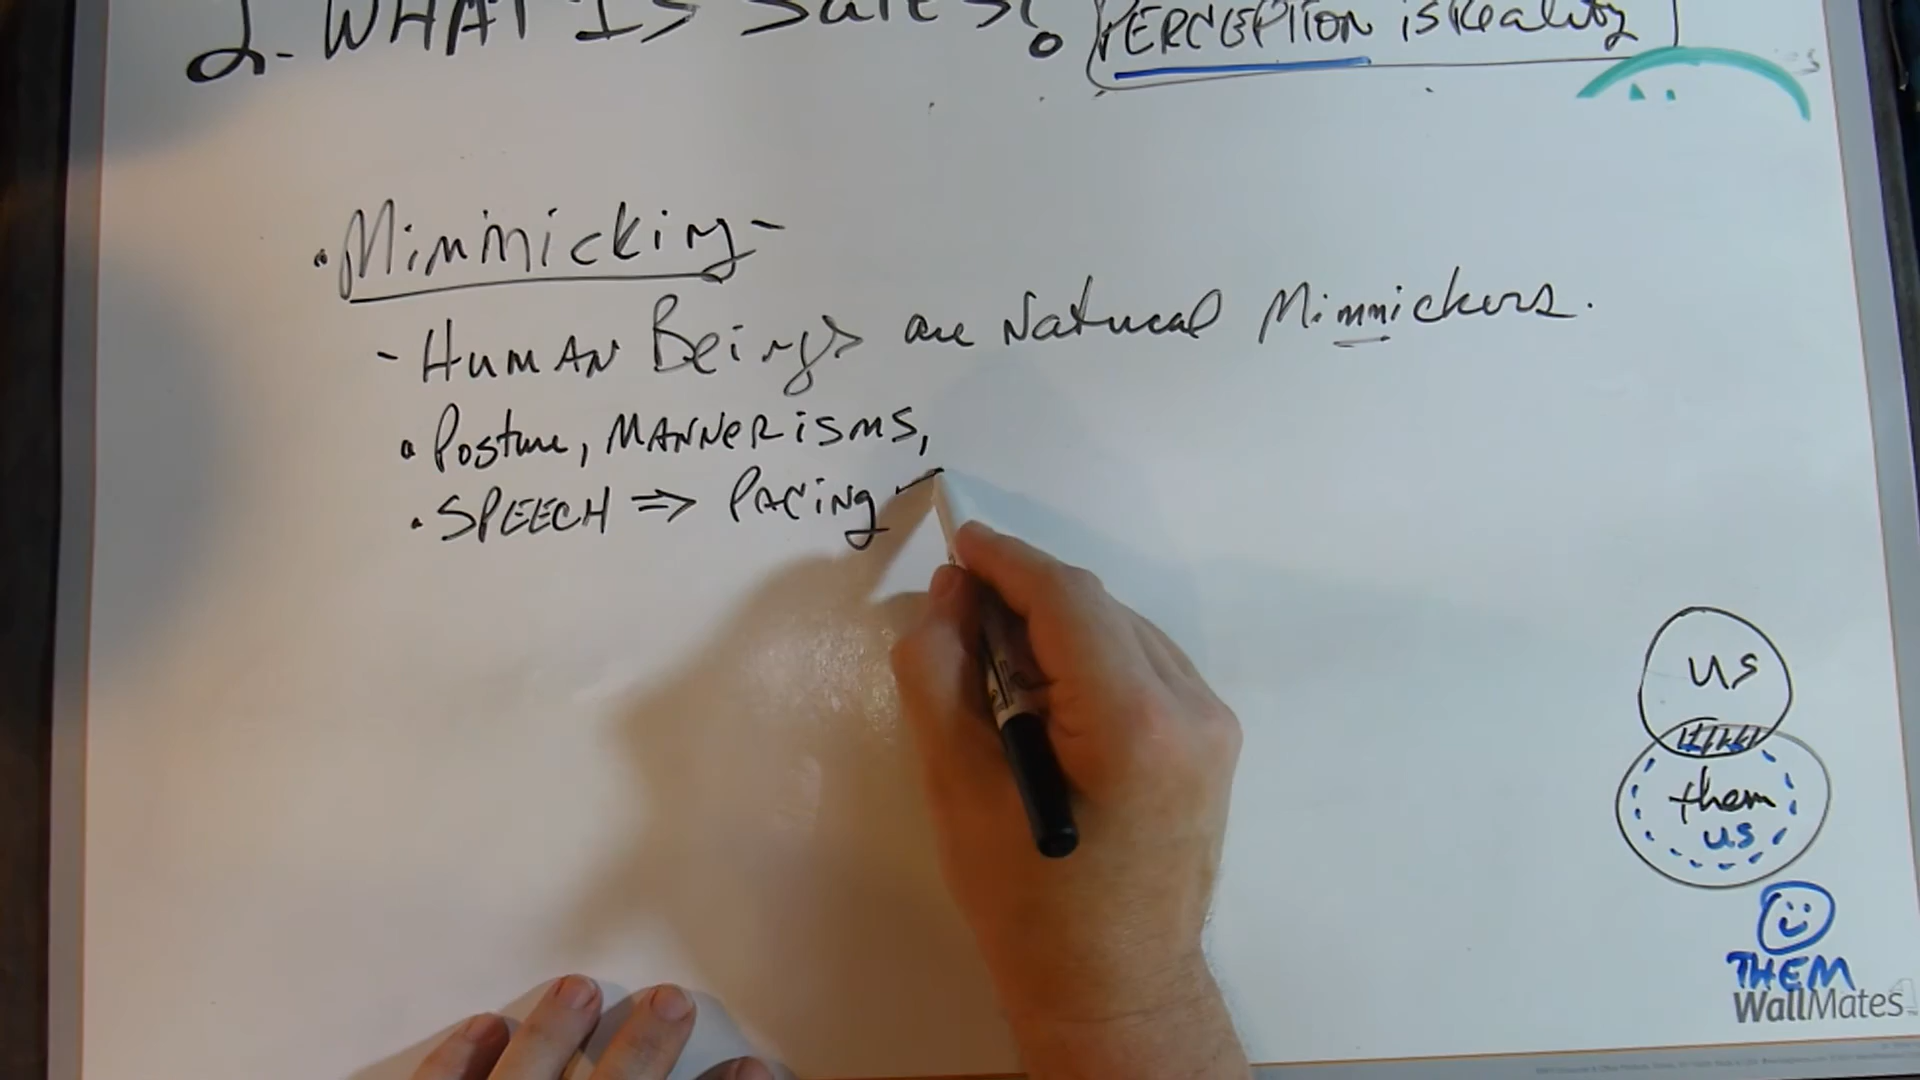 2. WHAT IS Sales? PERCEPTION is Reality
• Mimmicking -
- HUMAN Beings are Natural Mimmickers.
• Posture, MANNERisms,
• SPEECH ⇒ PACiNg -
us
them
us
THEM
WallMates